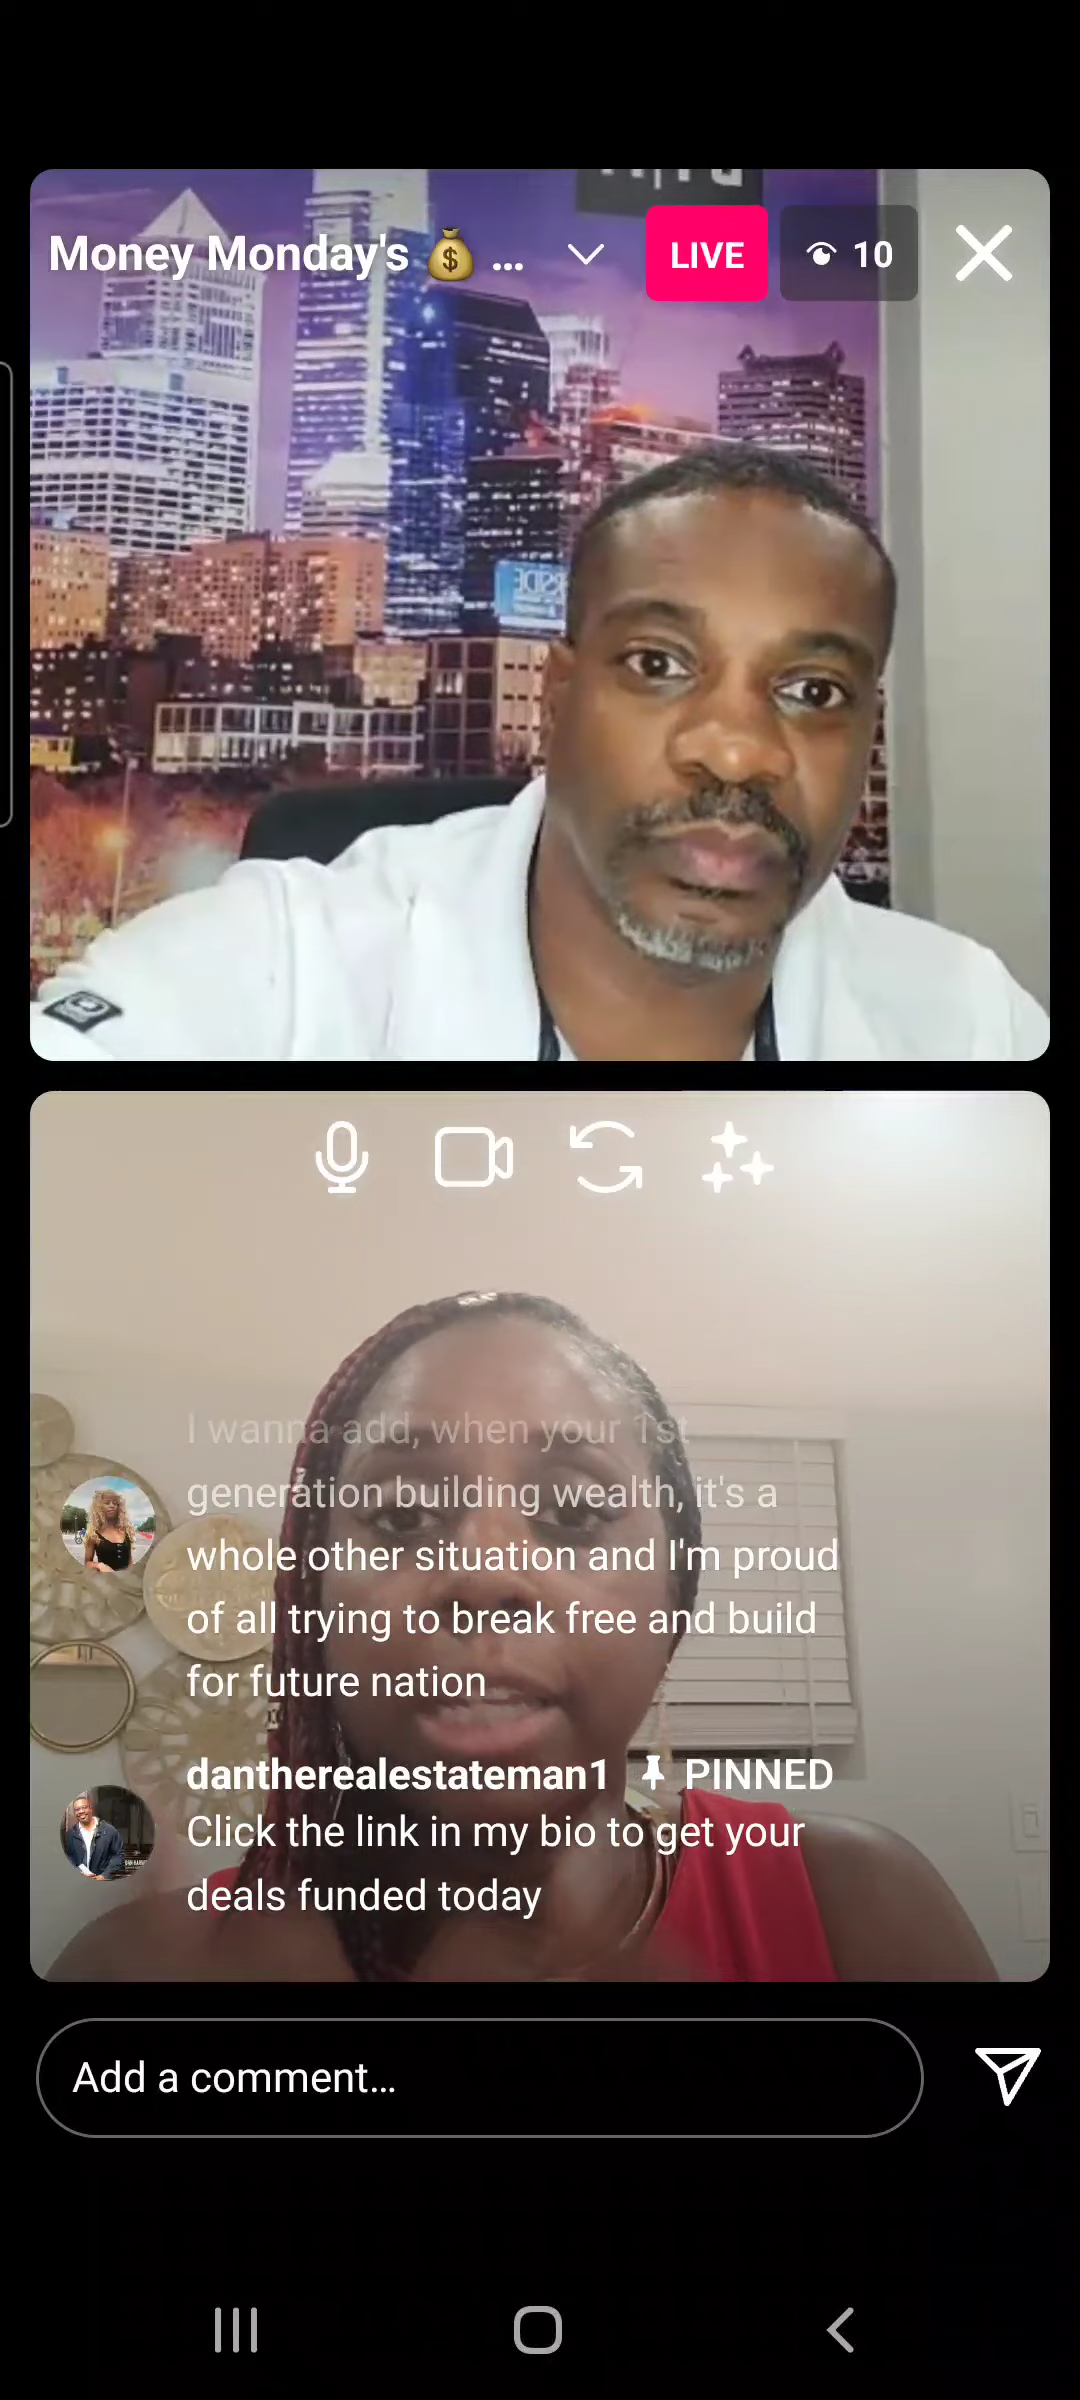 Money Monday's 💰 ...
LIVE
10
I wanna add, when your 1st
generation building wealth, it's a
whole other situation and I'm proud
of all trying to break free and build
for future nation
dantherealestateman1 PINNED
Click the link in my bio to get your
deals funded today
Add a comment...